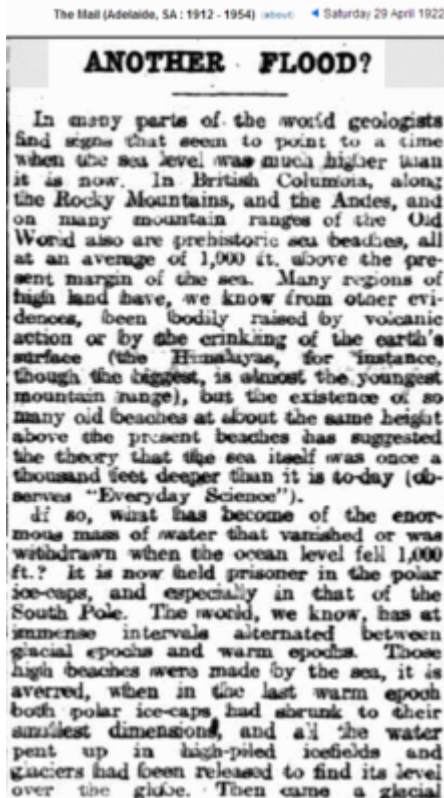 The Mail (Adelaide, SA : 1912 - 1954) (about) ◄ Saturday 29 April 1922
ANOTHER FLOOD?
In many parts of the world geologists
find signs that seem to point to a time
when the sea level was much higher than
it is now. In British Columbia, along
the Rocky Mountains, and the Andes, and
on many mountain ranges of the Old
World also are prehistoric sea beaches, all
at an average of 1,000 ft. above the pre-
sent margin of the sea. Many regions of
high land have, we know from other evi-
dences, been bodily raised by volcanic
action or by the crinkling of the earth's
surface (the Himalayas, for instance,
though the biggest, is almost the youngest
mountain range), but the existence of so
many old beaches at about the same height
above the present beaches has suggested
the theory that the sea itself was once a
thousand feet deeper than it is to-day (ob-
serves "Everyday Science").
If so, what has become of the enor-
mous mass of water that vanished or was
withdrawn when the ocean level fell 1,000
ft.? It is now held prisoner in the polar
ice-caps, and especially in that of the
South Pole. The world, we know, has at
immense intervals alternated between
glacial epochs and warm epochs. Those
high beaches were made by the sea, it is
averred, when in the last warm epoch
both polar ice-caps had shrunk to their
smallest dimensions, and all the water
pent up in high-piled icefields and
glaciers had been released to find its level
over the globe. Then came a glacial